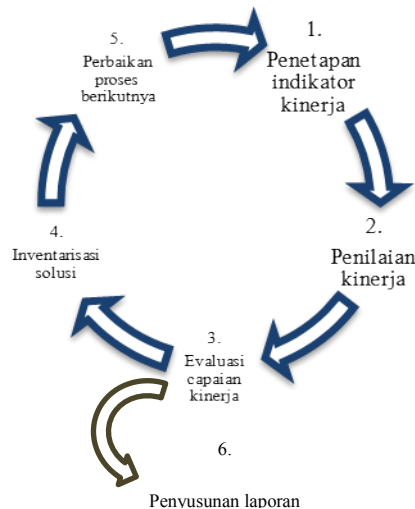 1.
Penetapan
indikator
kinerja
2.
Penilaian
kinerja
3.
Evaluasi
capaian
kinerja
4.
Inventarisasi
solusi
5.
Perbaikan
proses
berikutnya
6.
Penyusunan laporan